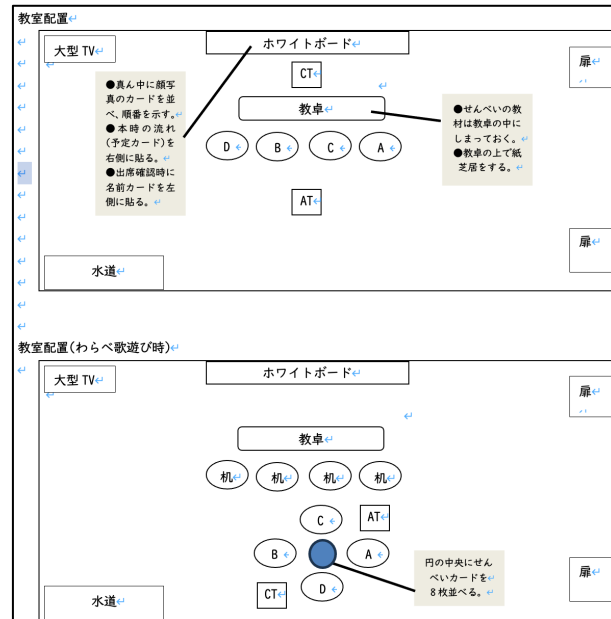 教室配置
大型 TV
ホワイトボード
扉
CT
●真ん中に顔写
真のカードを並
べ、順番を示す。
●本時の流れ
(予定カード)を
右側に貼る。
●出席確認時に
名前カードを左
側に貼る。
教卓
●せんべいの教
材は教卓の中に
しまっておく。
●教卓の上で紙
芝居をする。
D
B
C
A
AT
扉
水道
教室配置(わらべ歌遊び時)
大型 TV
ホワイトボード
扉
教卓
机
机
机
机
C
AT
B
A
円の中央にせん
べいカードを
8枚並べる。
扉
CT
D
水道